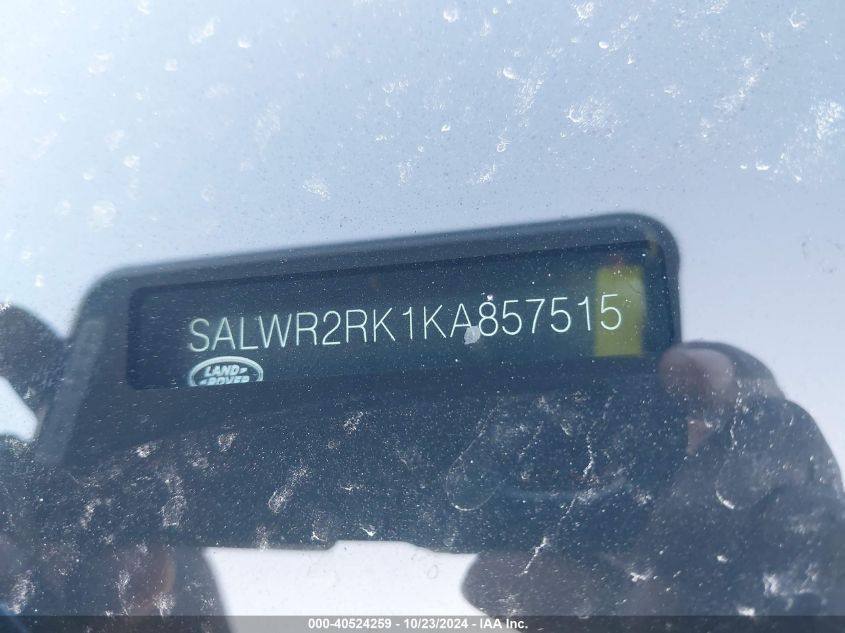 SALWR2RK1KA857515
LAND
ROVER
000-40524259 - 10/23/2024 - IAA Inc.